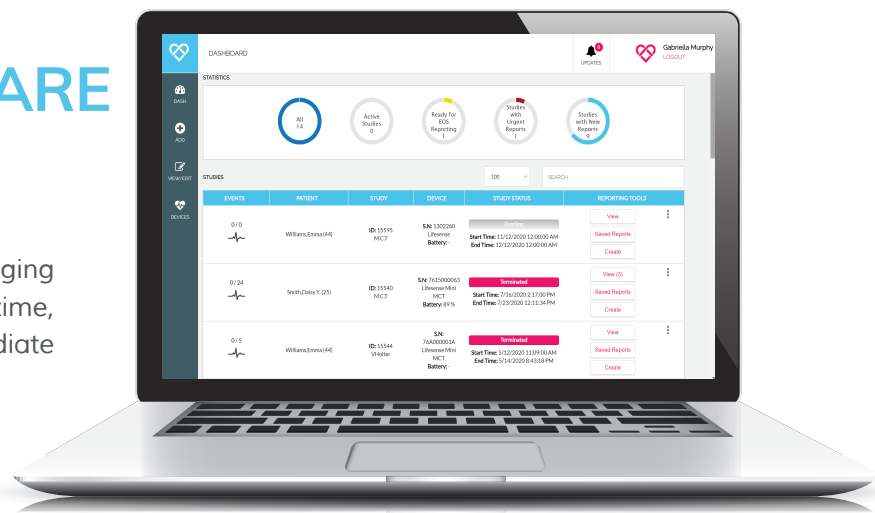 ARE
ging
time,
diate
DASHBOARD
UPDATES
Gabriella Murphy
LOGOUT
DASH
ADD
VIEW/EDIT
DEVICES
STATISTICS
All
14
Active
Studies
0
Ready for
EOS
Reporting
1
Studies
with
Urgent
Reports
1
Studies
with New
Reports
9
STUDIES
100
SEARCH
EVENTS PATIENT STUDY DEVICE STUDY STATUS REPORTING TOOLS
0/0
Williams,Emma (44)
ID: 15595
M.C.T
S.N: 1302260
Lifesense
Battery: -
Pending
Start Time: 11/12/2020 12:00:00 AM
End Time: 12/12/2020 12:00:00 AM
View
Saved Reports
Create
0/24
Smith,Daisy Y. (25)
ID: 15540
M.C.T
S.N: 7615000063
Lifesense Mini
MCT
Battery: 89 %
Terminated
Start Time: 7/16/2020 2:17:00 PM
End Time: 7/23/2020 12:11:34 PM
View (3)
Saved Reports
Create
0/5
Williams,Emma (44)
ID: 15544
VHolter
S.N:
76A000001A
Lifesense Mini
MCT
Battery: -
Terminated
Start Time: 5/12/2020 11:09:00 AM
End Time: 5/14/2020 8:43:18 PM
View
Saved Reports
Create